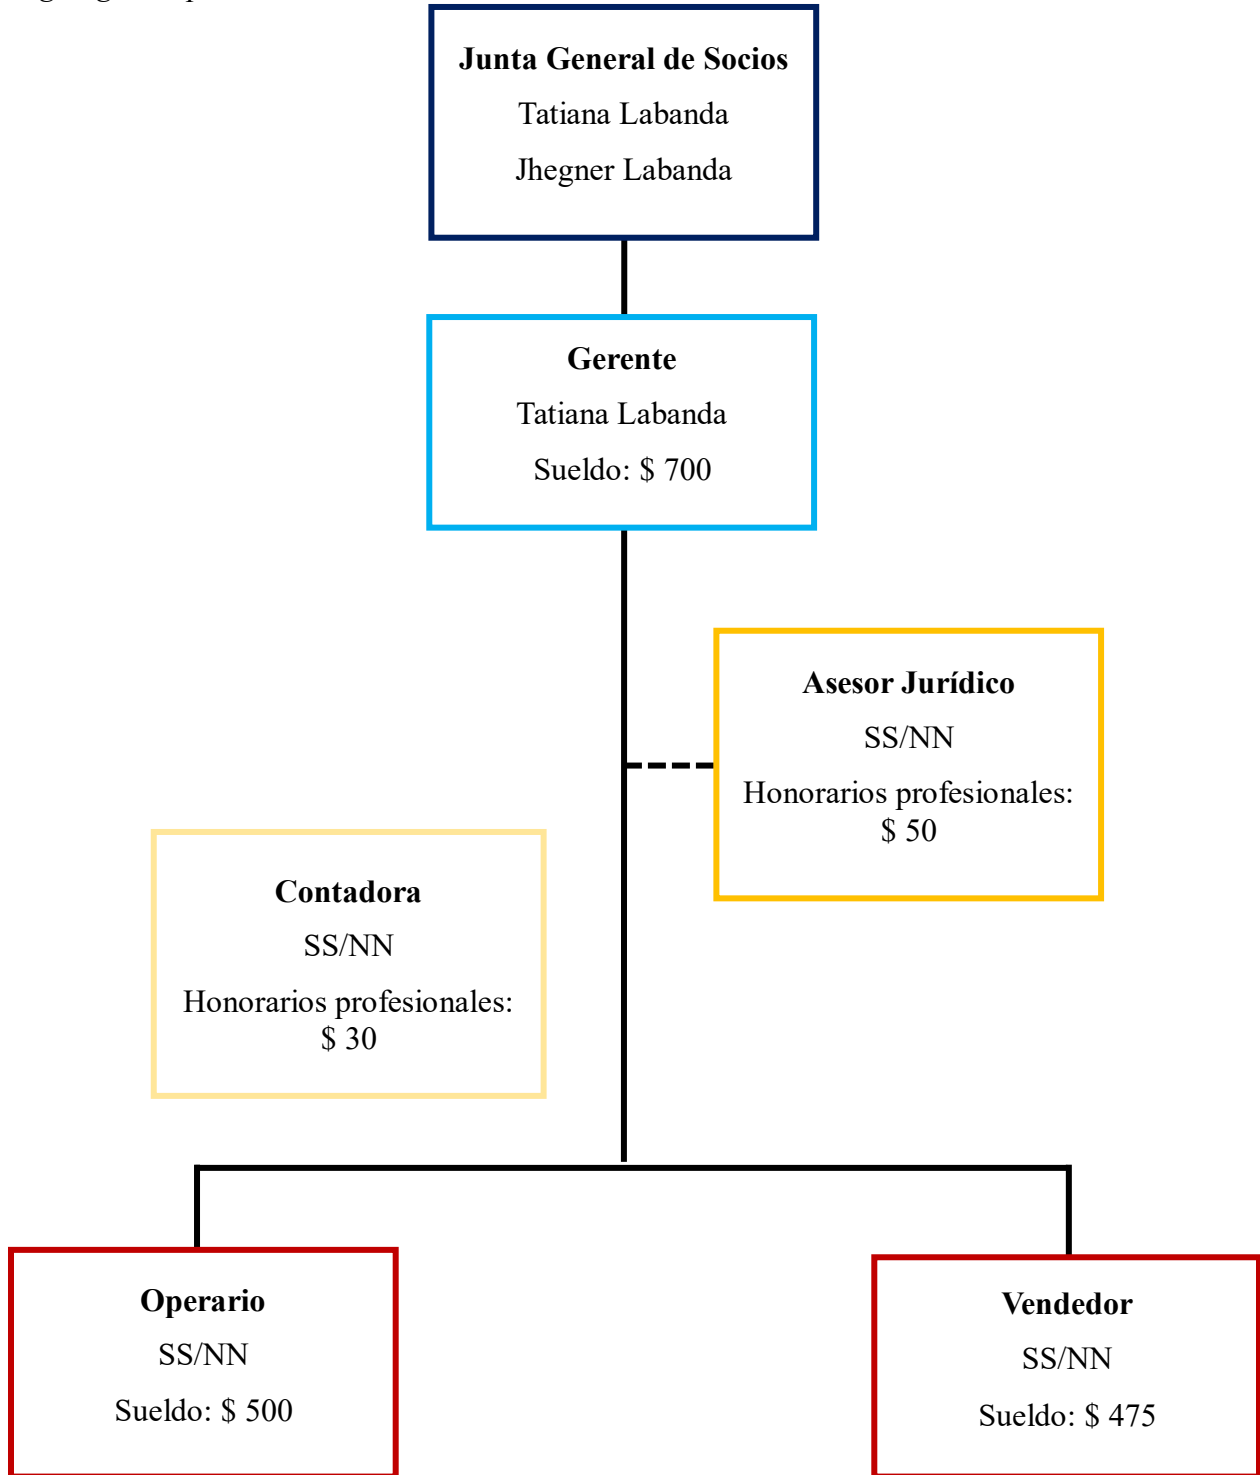 Junta General de Socios
Tatiana Labanda
Jhegner Labanda
Gerente
Tatiana Labanda
Sueldo: $ 700
Asesor Jurídico
SS/NN
Honorarios profesionales:
$ 50
Contadora
SS/NN
Honorarios profesionales:
$ 30
Operario
SS/NN
Sueldo: $ 500
Vendedor
SS/NN
Sueldo: $ 475